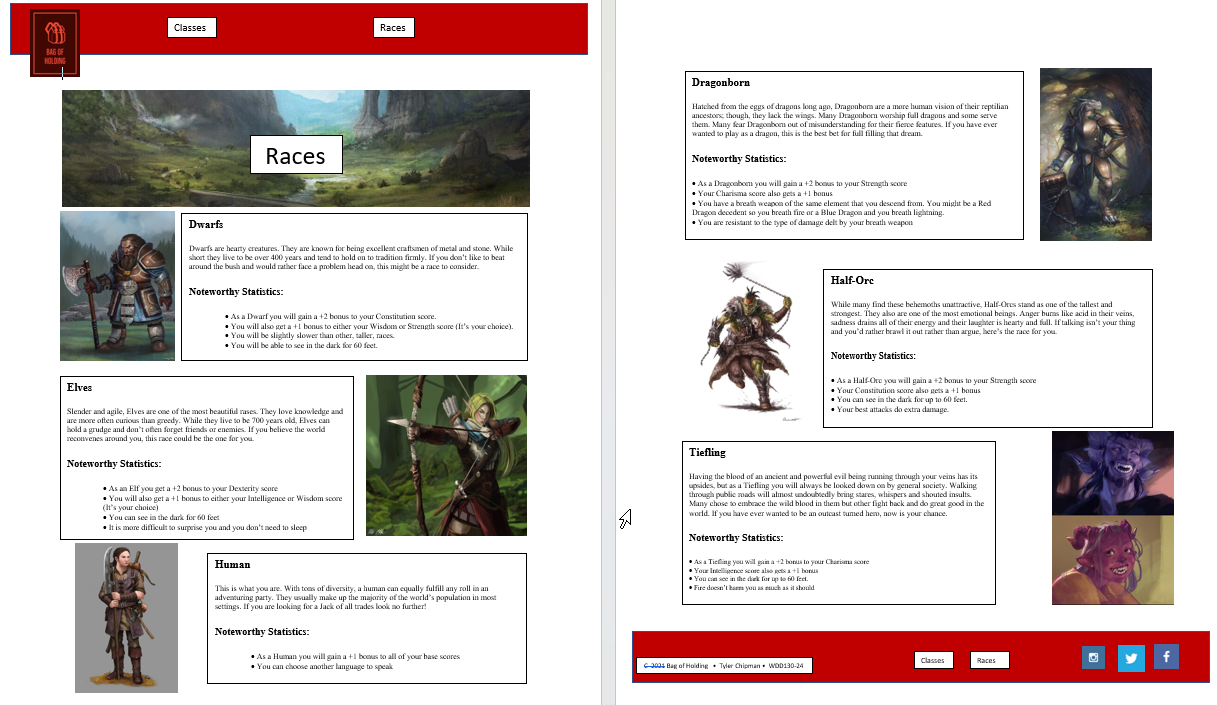 Classes
Races
BAG OF
HOLDING
Races
Dwarfs
Dwarfs are hearty creatures. They are known for being excellent craftsmen of metal and stone. While
short they live to be over 400 years and tend to hold on to tradition firmly. If you don't like to beat
around the bush and would rather face a problem head on, this might be a race to consider.
Noteworthy Statistics:
• As a Dwarf you will gain a +2 bonus to your Constitution score.
• You will also get a +1 bonus to either your Wisdom or Strength score (It's your choice).
• You will be slightly slower than other, taller, races.
• You will be able to see in the dark for 60 feet.
Elves
Slender and agile, Elves are one of the most beautiful rases. They love knowledge and
are more often curious than greedy. While they live to be 700 years old, Elves can
hold a grudge and don't often forget friends or enemies. If you believe the world
reconvenes around you, this race could be the one for you.
Noteworthy Statistics:
• As an Elf you get a +2 bonus to your Dexterity score
• You will also get a +1 bonus to either your Intelligence or Wisdom score
(It's your choice)
• You can see in the dark for 60 feet
• It is more difficult to surprise you and you don't need to sleep
Human
This is what you are. With tons of diversity, a human can equally fulfill any roll in an
adventuring party. They usually make up the majority of the world's population in most
settings. If you are looking for a Jack of all trades look no further!
Noteworthy Statistics:
• As a Human you will gain a +1 to all of your base scores
• You can choose another language to speak
Dragonborn
Hatched from the eggs of dragons long ago, Dragonborn are a more human vision of their reptilian
ancestors; though, they lack the wings. Many Dragonborn worship full dragons and some serve
them. Many fear Dragonborn out of misunderstanding for their fierce features. If you have ever
wanted to play as a dragon, this is the best bet for full filling that dream.
Noteworthy Statistics:
• As a Dragonborn you will gain a +2 bonus to your Strength score
• Your Charisma score also gets a +1 bonus
• You have a breath weapon of the same element that you descend from. You might be a Red
Dragon decedent so you breath fire or a Blue Dragon and you breath lightning.
• You are resistant to the type of damage delt by your breath weapon
Half-Orc
While many find these behemoths unattractive, Half-Orcs stand as one of the tallest and
strongest. They also are one of the most emotional beings. Anger burns like acid in their veins,
sadness drains all of their energy and their laughter is hearty and full. If talking isn't your thing
and you'd rather brawl it out rather than argue, here's the race for you.
Noteworthy Statistics:
• As a Half-Orc you will gain a +2 bonus to your Strength score
• Your Constitution score also gets a +1 bonus
• You can see in the dark for up to 60 feet.
• Your best attacks do extra damage.
Tiefling
Having the blood of an ancient and powerful evil being running through your veins has its
upsides, but as a Tiefling you will always be looked down on by general society. Walking
through public roads will almost undoubtedly bring stares, whispers and shouted insults.
Many chose to embrace the wild blood in them but other fight back and do great good in the
world. If you have ever wanted to be an outcast turned hero, now is your chance.
Noteworthy Statistics:
• As a Tiefling you will gain a +2 bonus to your Charisma score
• Your Intelligence score also gets a +1 bonus
• You can see in the dark for up to 60 feet.
• Fire doesn't harm you as much as it should
C 2021 Bag of Holding • Tyler Chipman • WDD130-24
Classes
Races